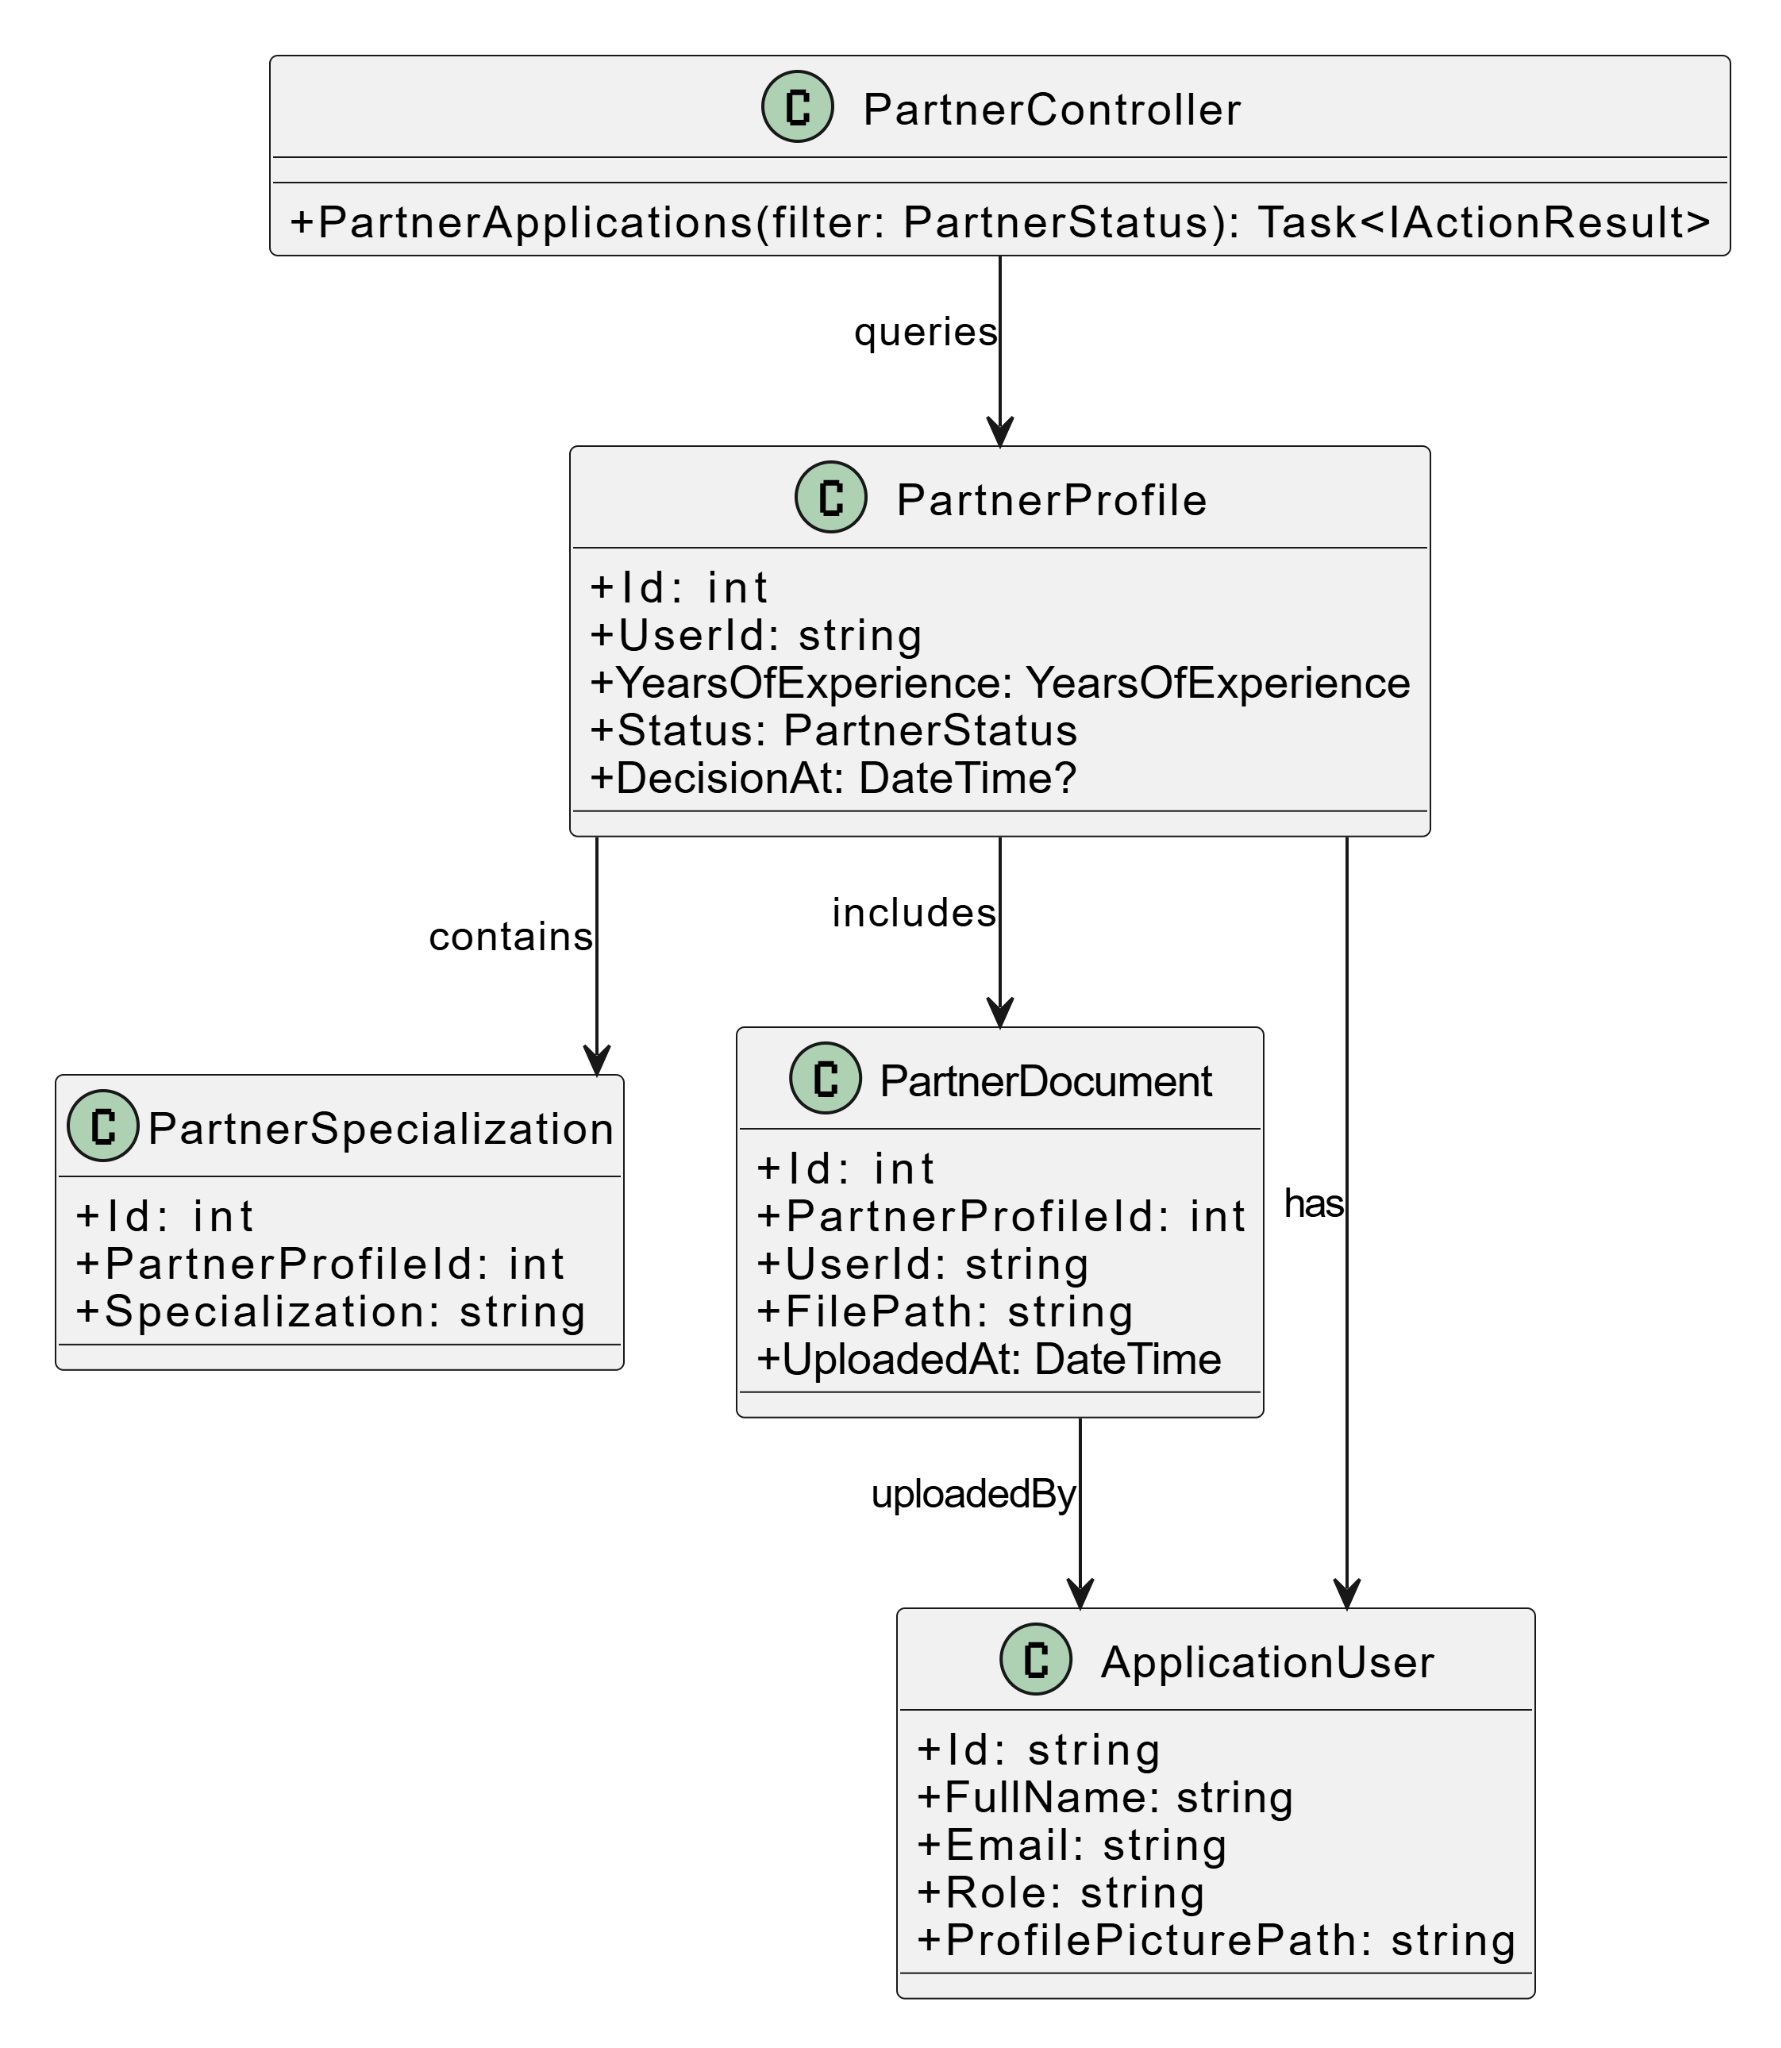 C PartnerController
+PartnerApplications(filter: PartnerStatus): Task<IActionResult>
queries
C PartnerProfile
+Id: int
+UserId: string
+YearsOfExperience: YearsOfExperience
+Status: PartnerStatus
+DecisionAt: DateTime?
contains
includes
has
C PartnerSpecialization
+Id: int
+PartnerProfileId: int
+Specialization: string
C PartnerDocument
+Id: int
+PartnerProfileId: int
+UserId: string
+FilePath: string
+UploadedAt: DateTime
uploadedBy
C ApplicationUser
+Id: string
+FullName: string
+Email: string
+Role: string
+ProfilePicturePath: string